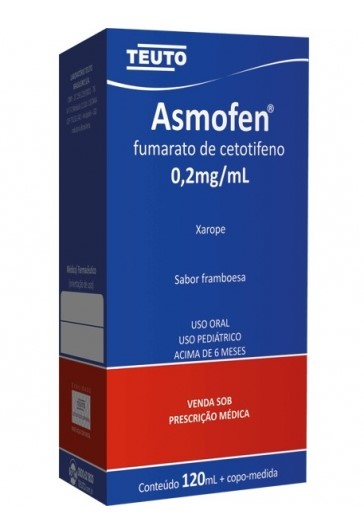 TEUTO
Asmofen®
fumarato de cetotifeno
0,2mg/mL
Xarope
Sabor framboesa
USO ORAL
USO PEDIÁTRICO
ACIMA DE 6 MESES
VENDA SOB
PRESCRIÇÃO MÉDICA
Conteúdo 120mL + copo-medida